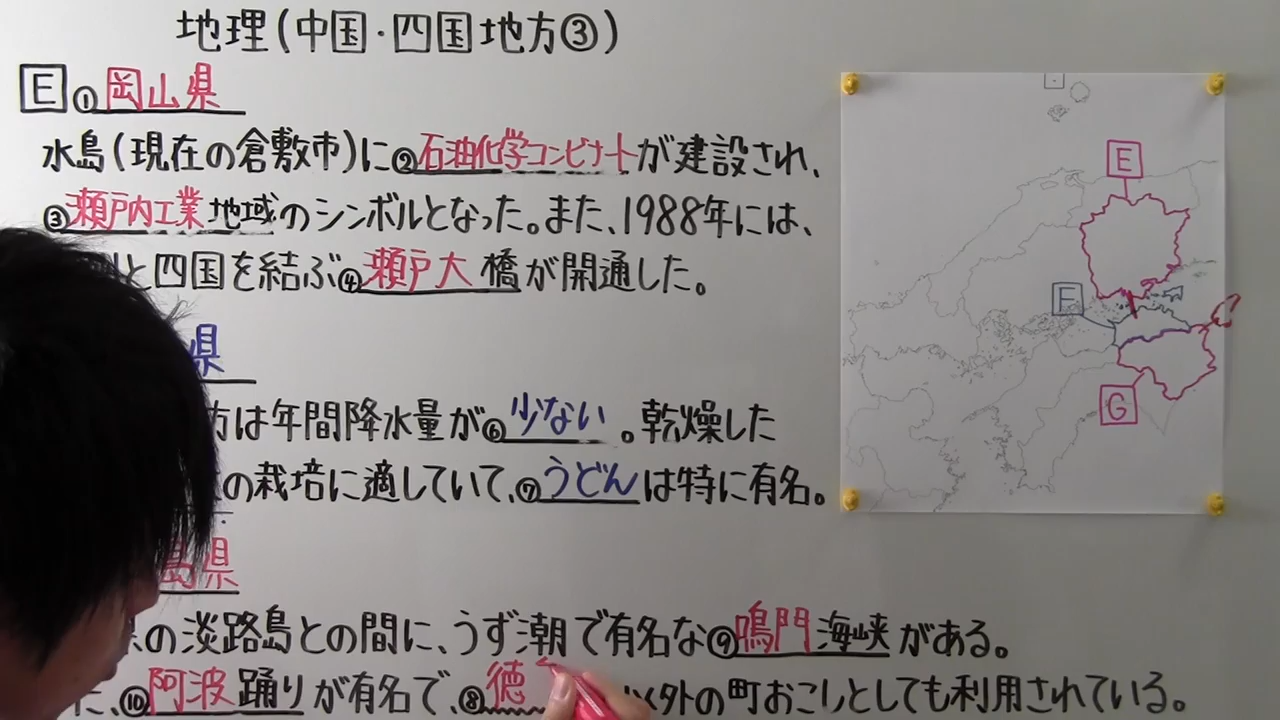 地理(中国・四国地方③)
E ①岡山県
水島(現在の倉敷市)に②石油化学コンビナートが建設され、
③瀬戸内工業地域のシンボルとなった。また、1988年には、
と四国を結ぶ④瀬戸大橋が開通した。
県
方は年間降水量が⑥少ない。乾燥した
の栽培に適していて、⑦うどんは特に有名。
島県
の淡路島との間に、うず潮で有名な⑨鳴門海峡がある。
た、⑩阿波踊りが有名で、⑧徳 以外の町おこしとしても利用されている。
E
F
G